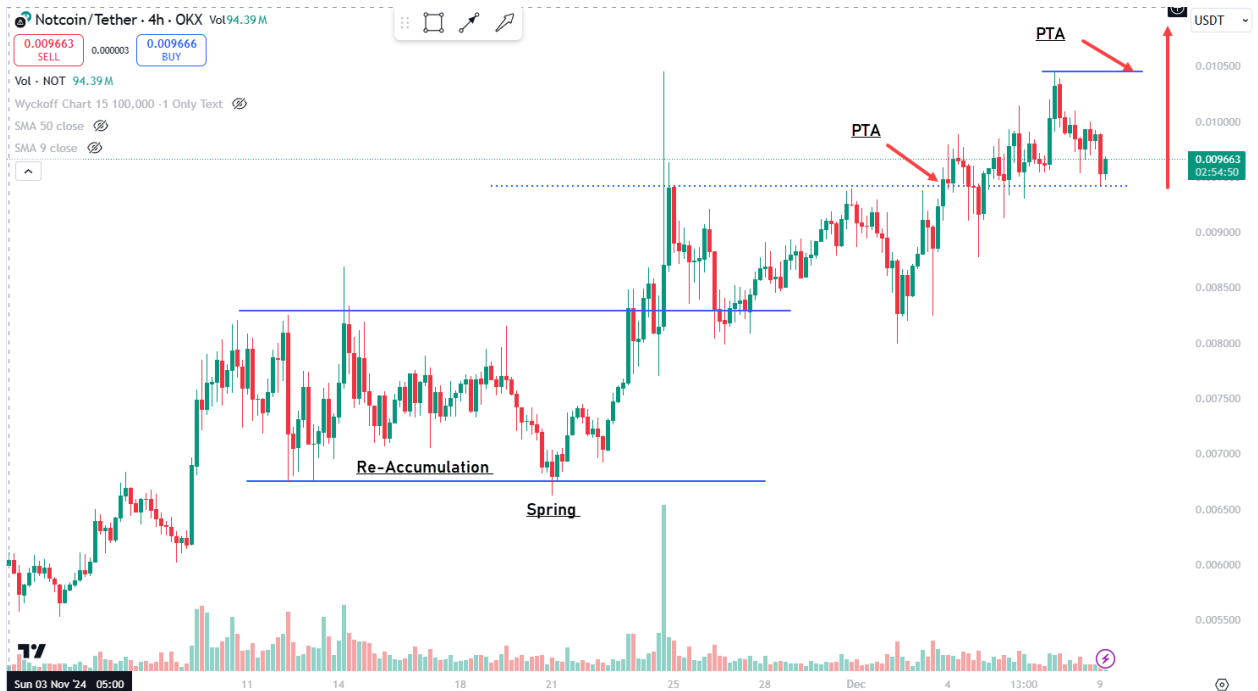 Notcoin/Tether · 4h · OKX Vol94.39M
USDT
0.009663
SELL
0.000003
0.009666
BUY
Vol · NOT 94.39M
Wyckoff Chart 15 100,000 -1 Only Text
SMA 50 close
SMA 9 close
PTA
PTA
Re-Accumulation
Spring
0.010500
0.010000
0.009663
02:54:50
0.009000
0.008500
0.008000
0.007500
0.007000
0.006500
0.006000
0.005500
Sun 03 Nov '24 05:00
11
14
18
21
25
28
Dec
4
13:00
9